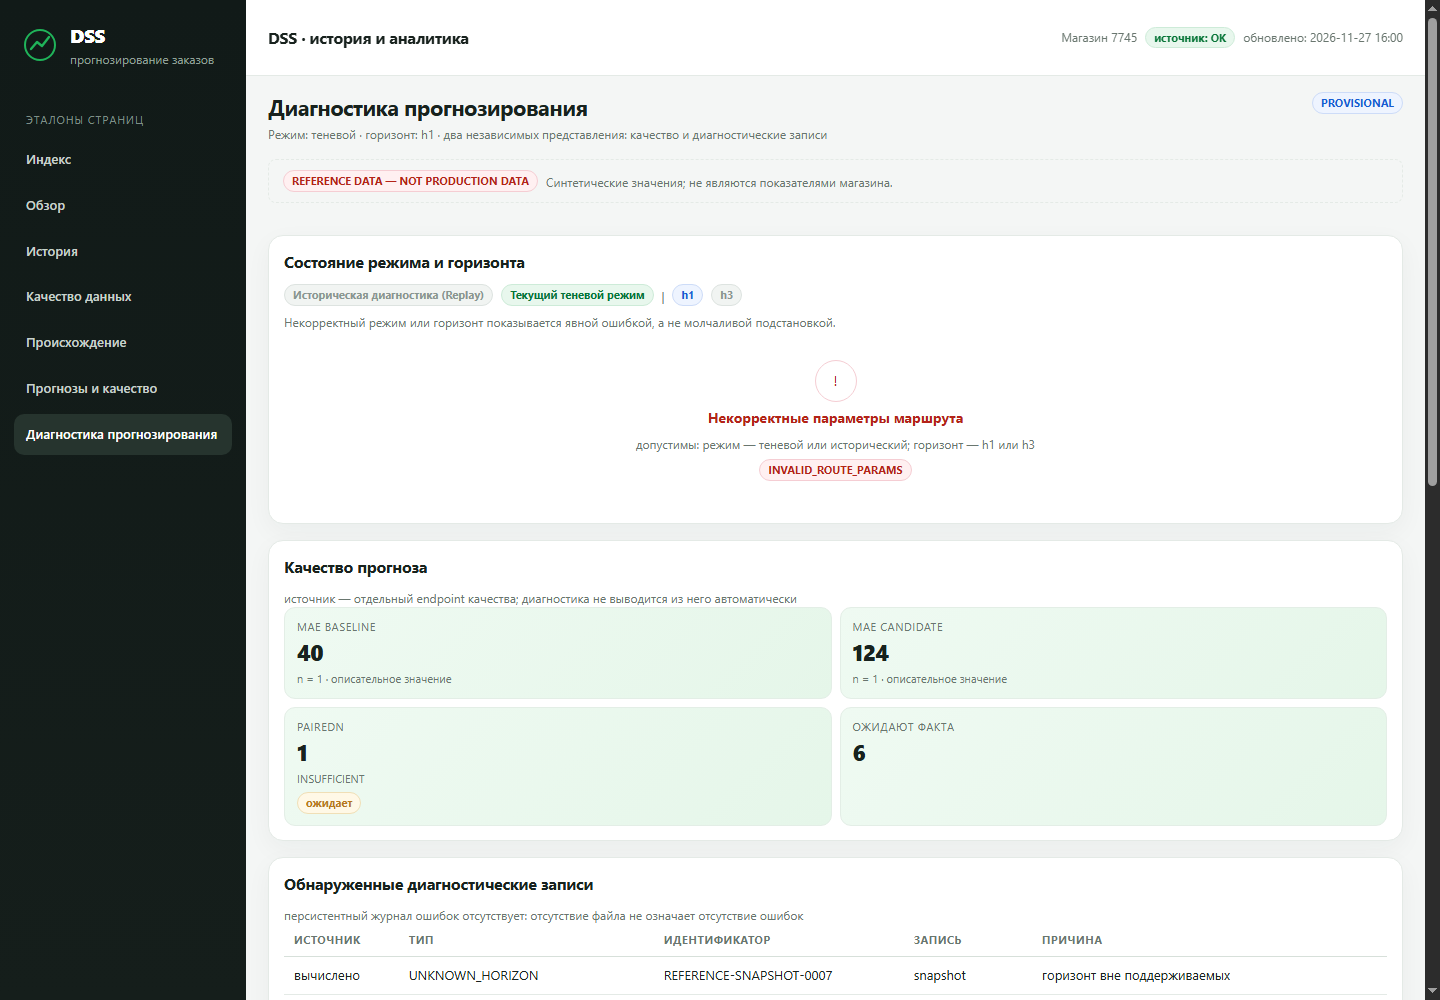 DSS
прогнозирование заказов
ЭТАЛОНЫ СТРАНИЦ
Индекс
Обзор
История
Качество данных
Происхождение
Прогнозы и качество
Диагностика прогнозирования
DSS · история и аналитика
Магазин 7745 источник: OK обновлено: 2026-11-27 16:00
Диагностика прогнозирования
PROVISIONAL
Режим: теневой · горизонт: h1 · два независимых представления: качество и диагностические записи
REFERENCE DATA — NOT PRODUCTION DATA Синтетические значения; не являются показателями магазина.
Состояние режима и горизонта
Историческая диагностика (Replay) Текущий теневой режим | h1 h3
Некорректный режим или горизонт показывается явной ошибкой, а не молчаливой подстановкой.
!
Некорректные параметры маршрута
допустимы: режим — теневой или исторический; горизонт — h1 или h3
INVALID_ROUTE_PARAMS
Качество прогноза
источник — отдельный endpoint качества; диагностика не выводится из него автоматически
MAE BASELINE
40
n = 1 · описательное значение
MAE CANDIDATE
124
n = 1 · описательное значение
PAIREDN
1
INSUFFICIENT
ожидает
ОЖИДАЮТ ФАКТА
6
Обнаруженные диагностические записи
персистентный журнал ошибок отсутствует: отсутствие файла не означает отсутствие ошибок
ИСТОЧНИК ТИП ИДЕНТИФИКАТОР ЗАПИСЬ ПРИЧИНА
вычислено UNKNOWN_HORIZON REFERENCE-SNAPSHOT-0007 snapshot горизонт вне поддерживаемых